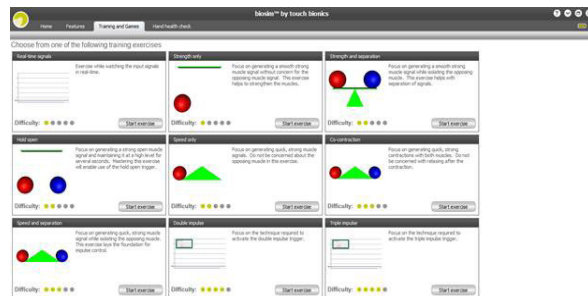 biosim™ by touch bionics
Home Features Training and Games Hand health check
Choose from one of the following training exercises
Real-time signals
Exercise while watching the input signals
in real-time.
Difficulty:
Start exercise
Strength only
Focus on generating a smooth strong
muscle signal without concern for the
opposing muscle signal. This exercise
helps to strengthen the muscles.
Difficulty:
Start exercise
Strength and separation
Focus on generating a smooth strong
muscle signal while isolating the opposing
muscle. This exercise helps with
separation of signals.
Difficulty:
Start exercise
Hold open
Focus on generating a strong open muscle
signal and maintaining it at a high level for
several seconds. Mastering this exercise
will enable use of the hold open trigger.
Difficulty:
Start exercise
Speed only
Focus on generating quick, strong muscle
signals. Do not be concerned about the
opposing muscle in the exercise.
Difficulty:
Start exercise
Co-contraction
Focus on generating quick, strong
contractions with both muscles. Do not
be concerned with relaxing after the
contraction.
Difficulty:
Start exercise
Speed and separation
Focus on generating quick, strong muscle
signal while isolating the opposing muscle.
This exercise lays the foundation for
impulse control.
Difficulty:
Start exercise
Double impulse
Focus on the technique required to
activate the double impulse trigger.
Difficulty:
Start exercise
Triple impulse
Focus on the technique required to
activate the triple impulse trigger.
Difficulty:
Start exercise